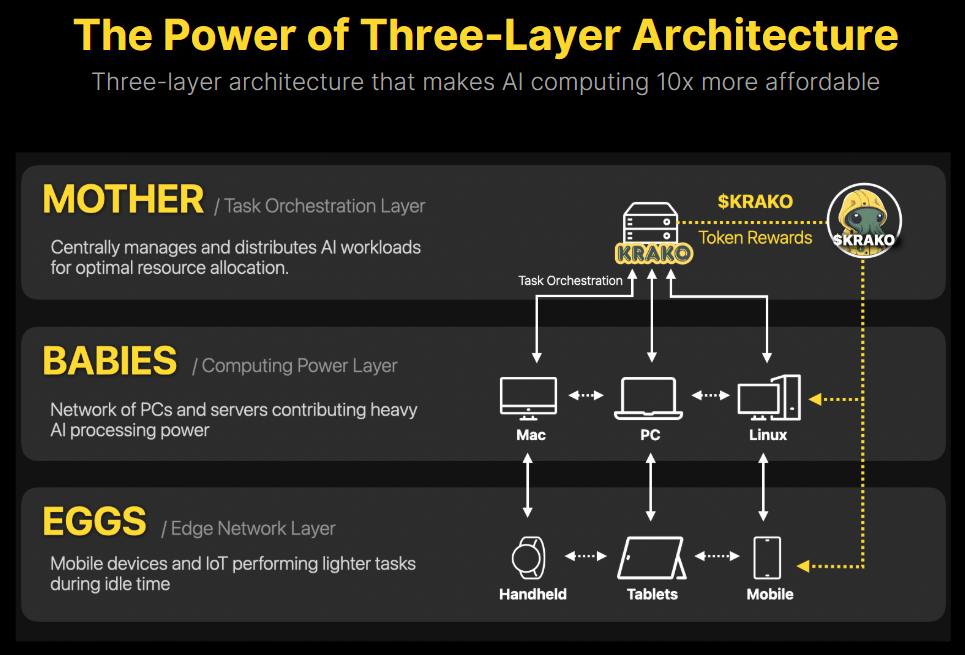 The Power of Three-Layer Architecture
Three-layer architecture that makes AI computing 10x more affordable
MOTHER / Task Orchestration Layer
Centrally manages and distributes AI workloads
for optimal resource allocation.
KRAKO
$KRAKO
Token Rewards
$KRAKO
Task Orchestration
BABIES / Computing Power Layer
Network of PCs and servers contributing heavy
AI processing power
Mac
PC
Linux
EGGS / Edge Network Layer
Mobile devices and IoT performing lighter tasks
during idle time
Handheld
Tablets
Mobile